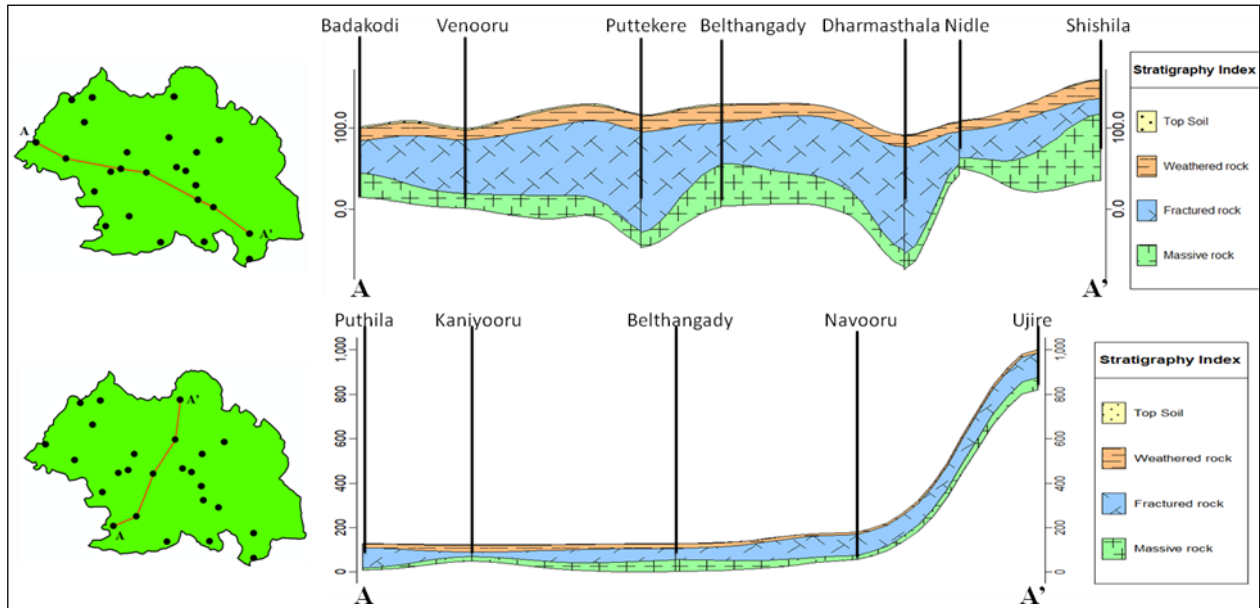 Badakodi Venooru Puttekere Belthangady Dharmasthala Nidle Shishila
Stratigraphy Index
Top Soil
Weathered rock
Fractured rock
Massive rock
A
A'
100.0
0.0
100.0
0.0
A A'
Puthila Kaniyooru Belthangady Navooru Ujire
Stratigraphy Index
Top Soil
Weathered rock
Fractured rock
Massive rock
A'
A
1,000
800
600
400
200
0
1,000
800
600
400
200
0
A A'